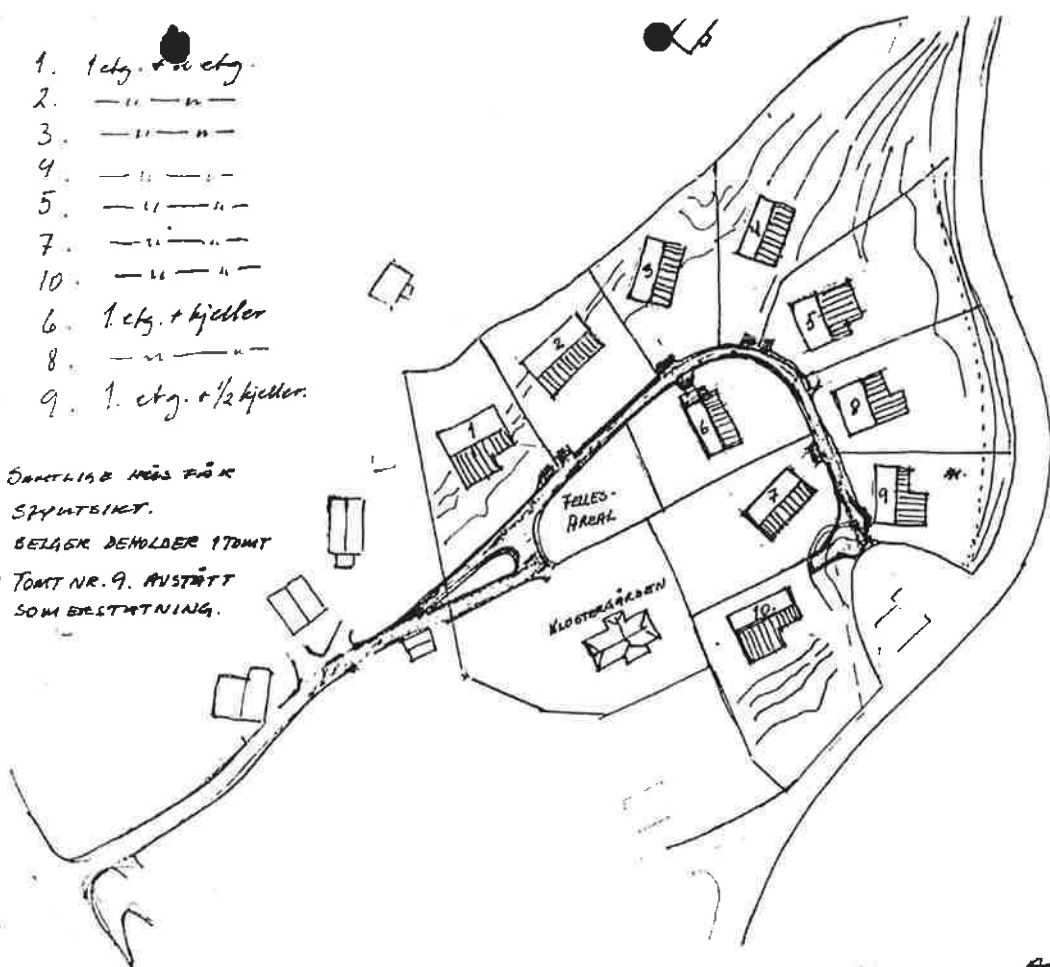 1. 1 etg. + u etg.
2. — " — " —
3. — " — " —
4. — " — " —
5. — " — " —
7. — " — " —
10. — " — " —
6. 1. etg. + kjeller
8. — " — " —
9. 1. etg. + 1/2 kjeller.
SAMTLIGE HUS FÅR
SJØUTSIKT.
SELGER BEHOLDER 1 TOMT
TOMT NR. 9. AVSTÅTT
SOM ERSTATNING.
4
3
5
2
8
6
1
7
9
FELLES-
AREAL
KLOSTERGÅRDEN
10.